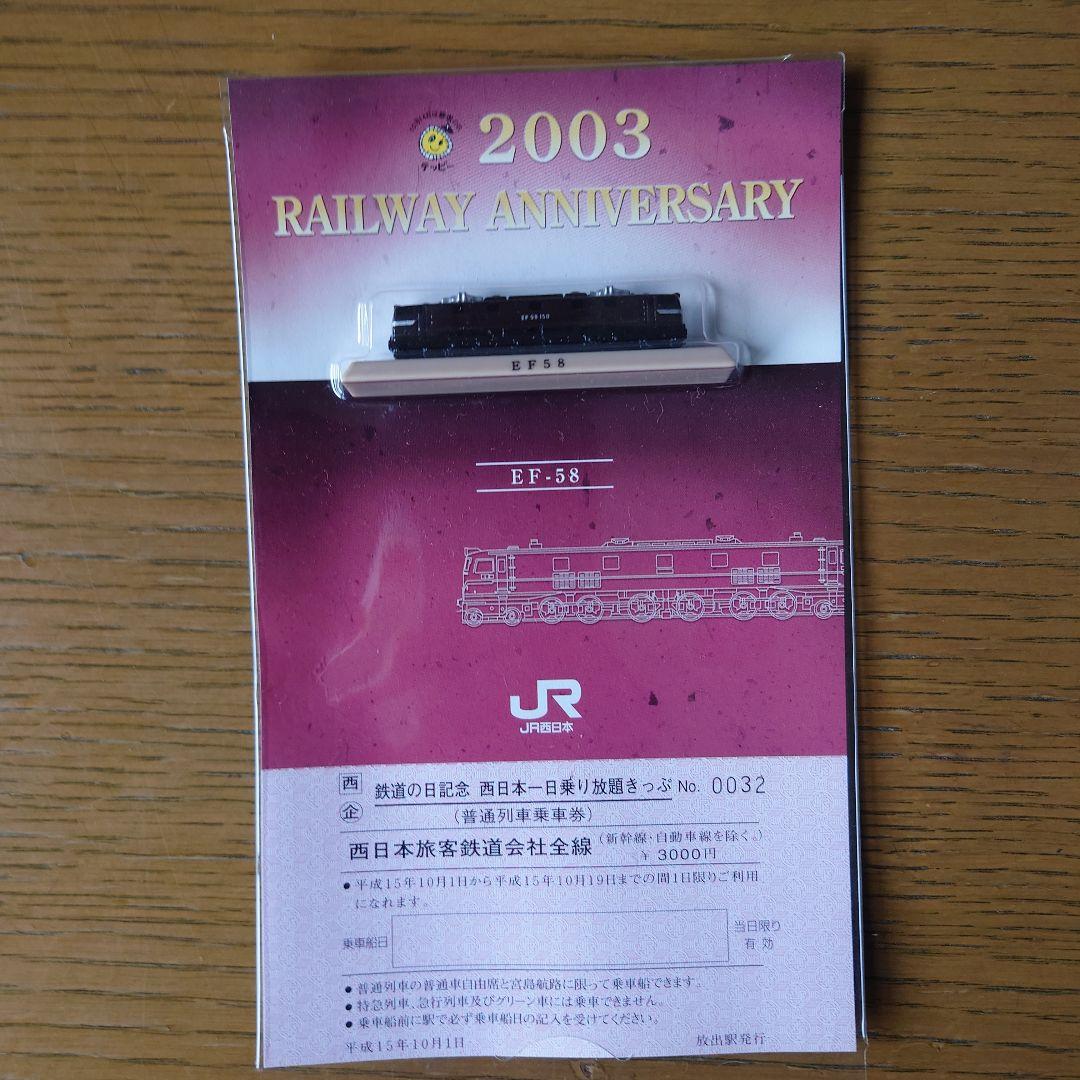 2003
テッピー
RAILWAY ANNIVERSARY
EF 58 150
EF58
EF-58
JR
JR西日本
西企 鉄道の日記念 西日本一日乗り放題きっぷ No. 0032
(普通列車乗車券)
西日本旅客鉄道会社全線 (新幹線・自動車線を除く。)
¥ 3000円
●平成15年10月1日から平成15年10月19日までの間1日限りご利用
になれます。
乗車船日 当日限り
有効
●普通列車の普通車自由席と宮島航路に限って乗車船できます。
●特急列車、急行列車及びグリーン車には乗車できません。
●乗車船前に駅で必ず乗車船日の記入を受けてください。
平成15年10月1日 放出駅発行